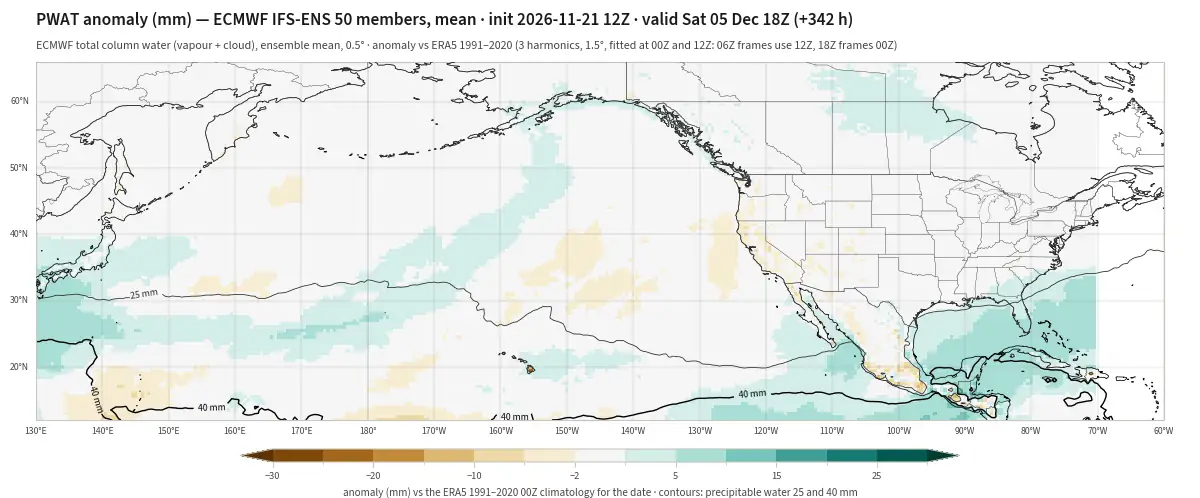 PWAT anomaly (mm) — ECMWF IFS-ENS 50 members, mean · init 2026-11-21 12Z · valid Sat 05 Dec 18Z (+342 h)
ECMWF total column water (vapour + cloud), ensemble mean, 0.5° · anomaly vs ERA5 1991–2020 (3 harmonics, 1.5°, fitted at 00Z and 12Z: 06Z frames use 12Z, 18Z frames 00Z)
60°N
50°N
40°N
30°N
20°N
25 mm
40 mm
40 mm
40 mm
40 mm
130°E 140°E 150°E 160°E 170°E 180° 170°W 160°W 150°W 140°W 130°W 120°W 110°W 100°W 90°W 80°W 70°W 60°W
−30 −20 −10 −2 5 15 25
anomaly (mm) vs the ERA5 1991–2020 00Z climatology for the date · contours: precipitable water 25 and 40 mm